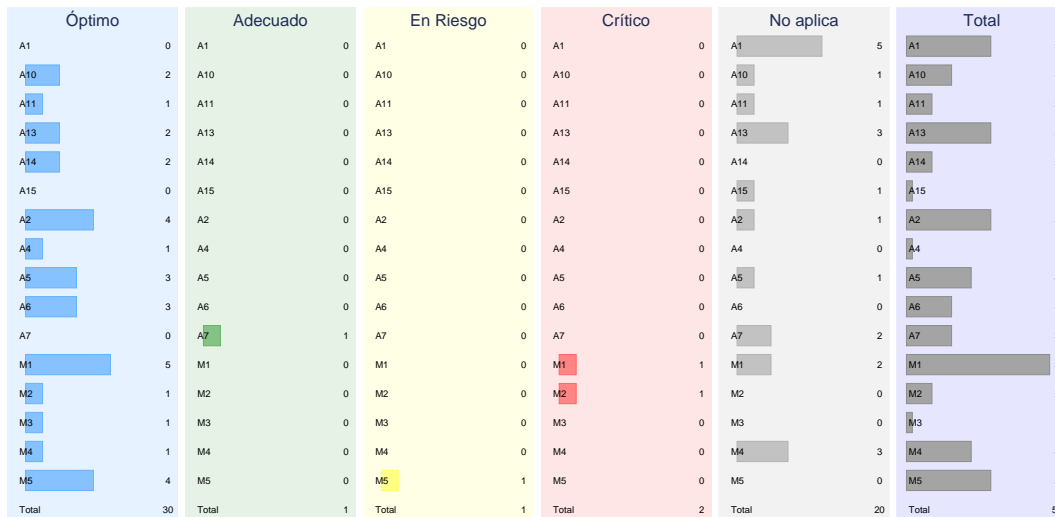 Óptimo Adecuado En Riesgo Crítico No aplica Total
A1 0 A1 0 A1 0 A1 0 A1 5 A1
A10 2 A10 0 A10 0 A10 0 A10 1 A10
A11 1 A11 0 A11 0 A11 0 A11 1 A11
A13 2 A13 0 A13 0 A13 0 A13 3 A13
A14 2 A14 0 A14 0 A14 0 A14 0 A14
A15 0 A15 0 A15 0 A15 0 A15 1 A15
A2 4 A2 0 A2 0 A2 0 A2 1 A2
A4 1 A4 0 A4 0 A4 0 A4 0 A4
A5 3 A5 0 A5 0 A5 0 A5 1 A5
A6 3 A6 0 A6 0 A6 0 A6 0 A6
A7 0 A7 1 A7 0 A7 0 A7 2 A7
M1 5 M1 0 M1 0 M1 1 M1 2 M1
M2 1 M2 0 M2 0 M2 1 M2 0 M2
M3 1 M3 0 M3 0 M3 0 M3 0 M3
M4 1 M4 0 M4 0 M4 0 M4 3 M4
M5 4 M5 0 M5 1 M5 0 M5 0 M5
Total 30 Total 1 Total 1 Total 2 Total 20 Total